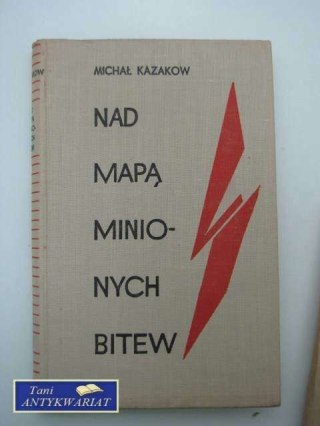 MICHAŁ KAZAKOW
NAD
MAPĄ
MINIO-
NYCH
BITEW
Tani
ANTYKWARIAT